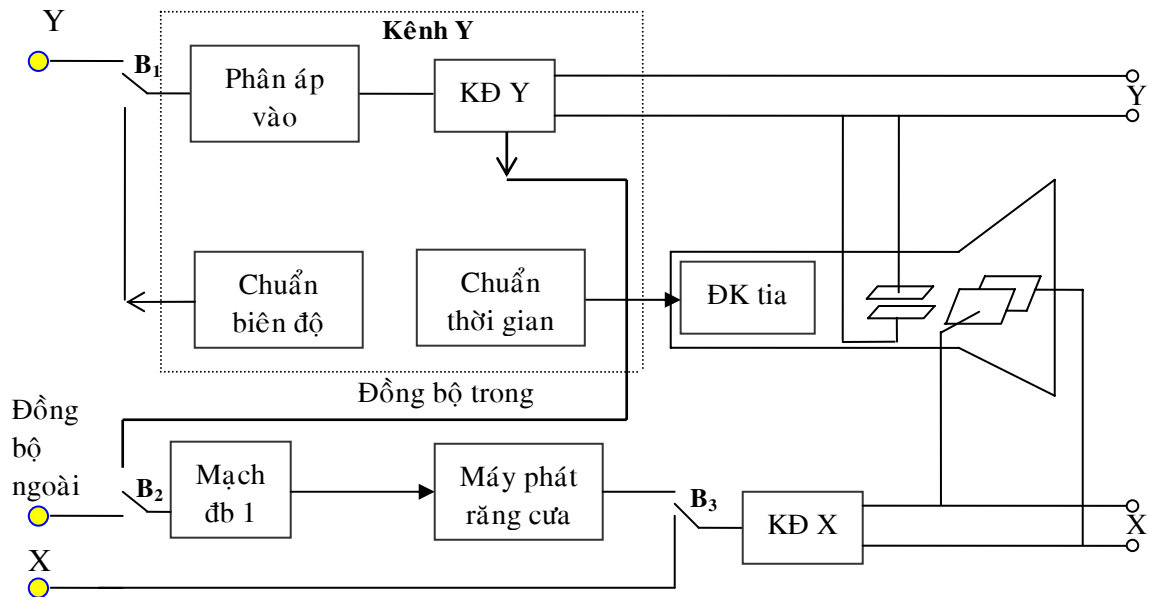 Y
Kênh Y
B1
Phân áp
vào
KĐ Y
Y
Chuẩn
biên độ
Chuẩn
thời gian
ĐK tia
Đồng bộ trong
Đồng
bộ
ngoài
B2
Mạch
đb 1
Máy phát
răng cưa
B3
KĐ X
X
X